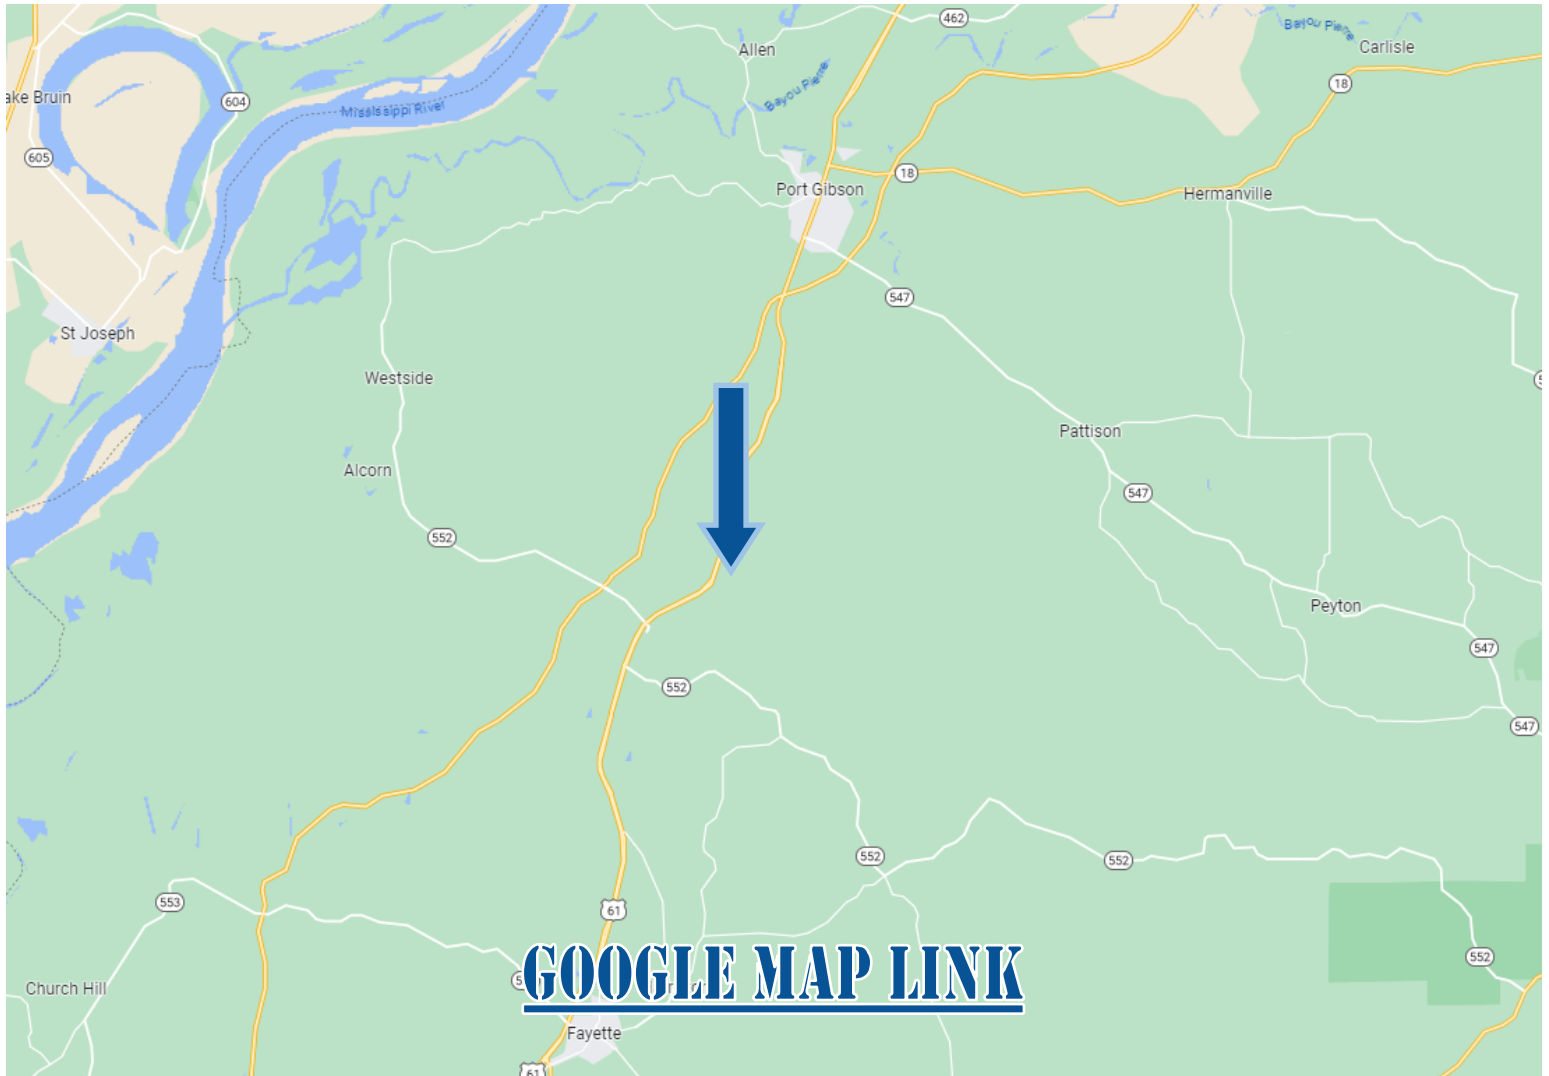 462
Allen
Bayou Pierre
Carlisle
18
ake Bruin
604
Mississippi River
Bayou Pierre
605
18
Port Gibson
Hermanville
547
St Joseph
Westside
Pattison
Alcorn
547
552
Peyton
547
552
547
552
552
553
61
552
GOOGLE MAP LINK
Church Hill
Fayette
61